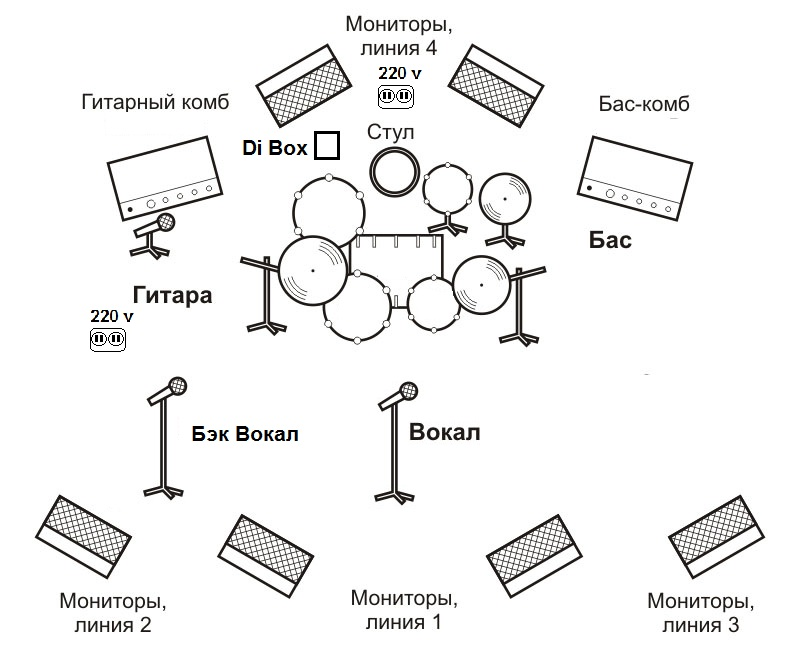 Мониторы,
линия 4
220 v
Гитарный комб
Бас-комб
Стул
Di Box
Бас
Гитара
220 v
Бэк Вокал
Вокал
Мониторы,
линия 2
Мониторы,
линия 1
Мониторы,
линия 3